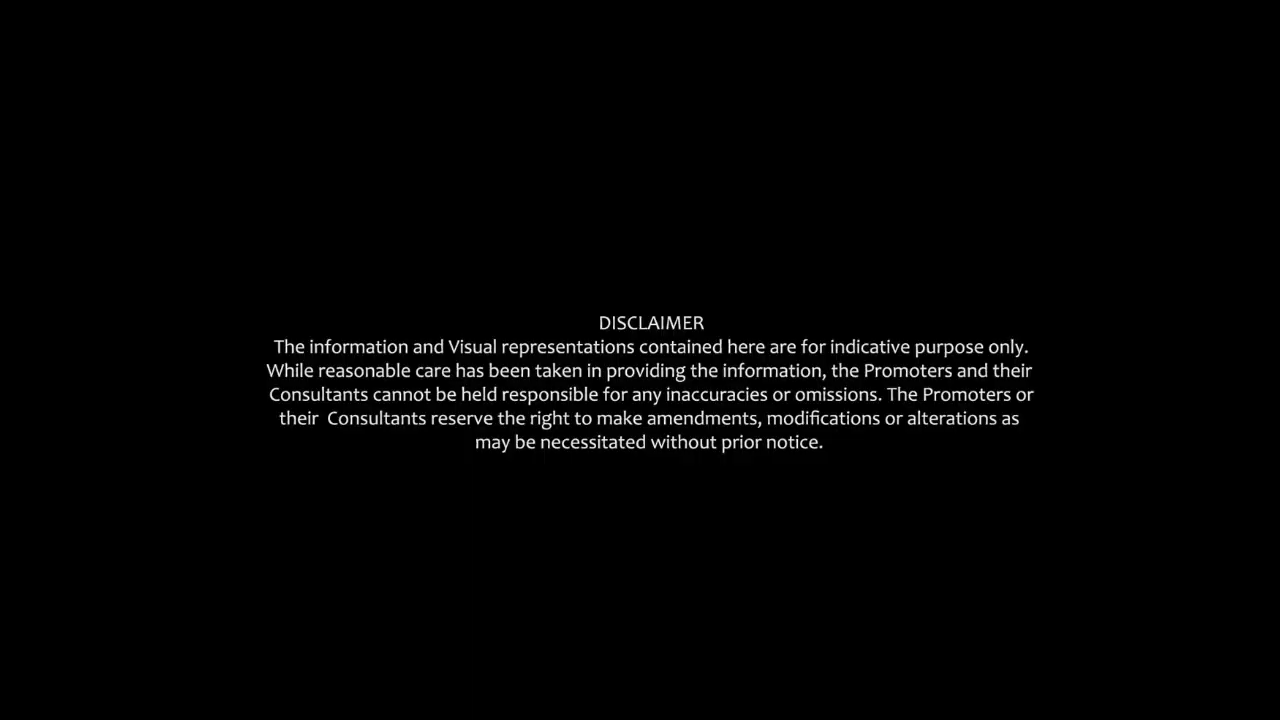 DISCLAIMER
The information and Visual representations contained here are for indicative purpose only.
While reasonable care has been taken in providing the information, the Promoters and their
Consultants cannot be held responsible for any inaccuracies or omissions. The Promoters or
their  Consultants reserve the right to make amendments, modifications or alterations as
may be necessitated without prior notice.